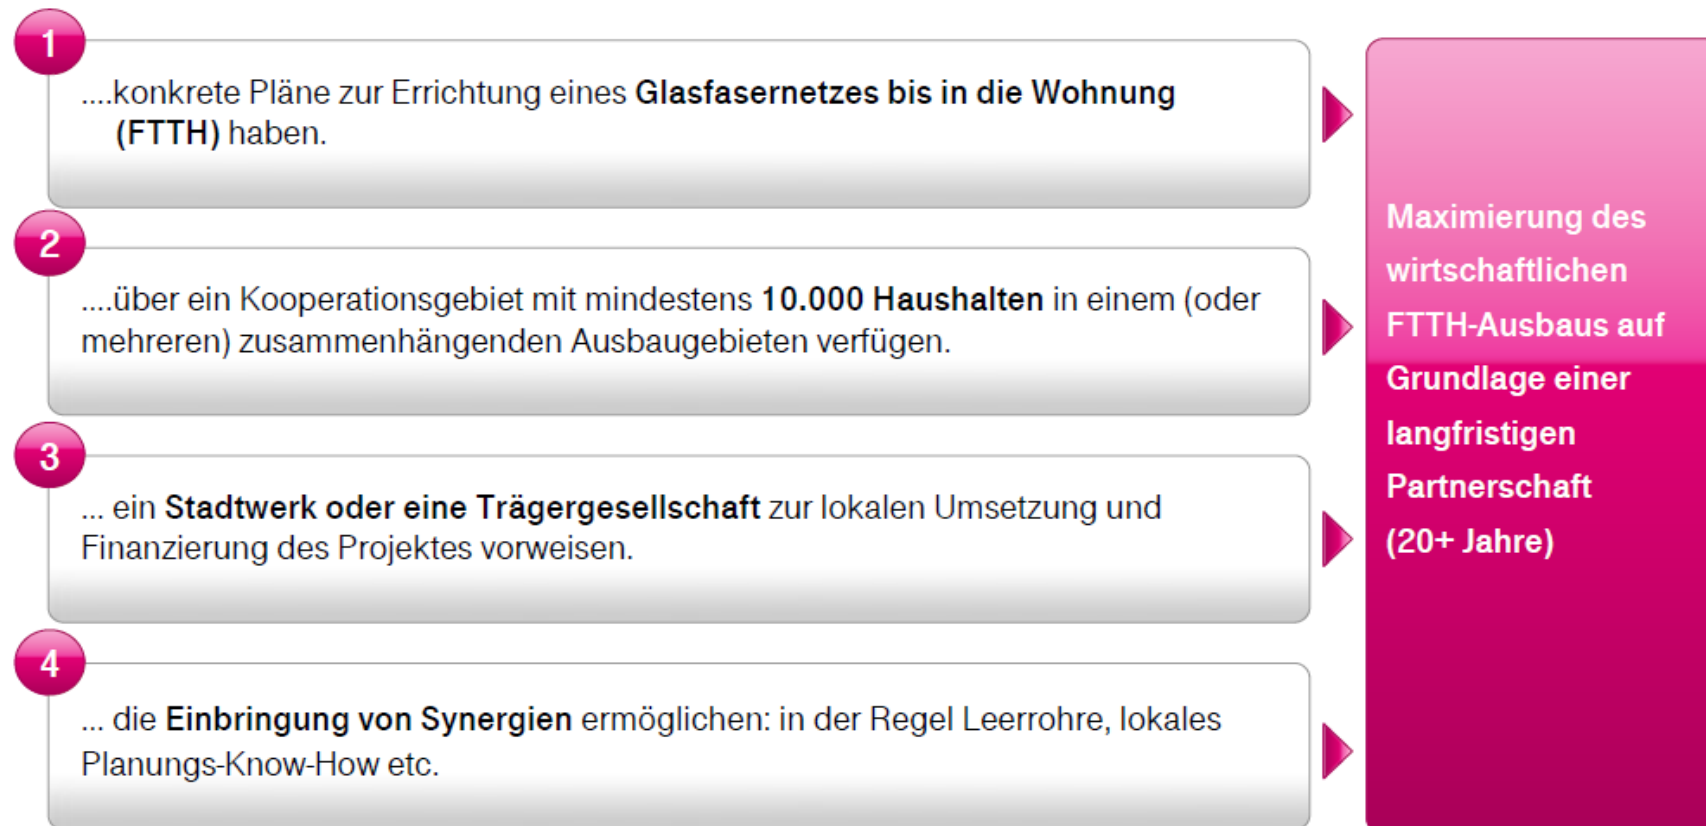 1
....konkrete Pläne zur Errichtung eines Glasfasernetzes bis in die Wohnung
(FTTH) haben.
2
....über ein Kooperationsgebiet mit mindestens 10.000 Haushalten in einem (oder
mehreren) zusammenhängenden Ausbaugebieten verfügen.
3
... ein Stadtwerk oder eine Trägergesellschaft zur lokalen Umsetzung und
Finanzierung des Projektes vorweisen.
4
... die Einbringung von Synergien ermöglichen: in der Regel Leerrohre, lokales
Planungs-Know-How etc.
Maximierung des
wirtschaftlichen
FTTH-Ausbaus auf
Grundlage einer
langfristigen
Partnerschaft
(20+ Jahre)